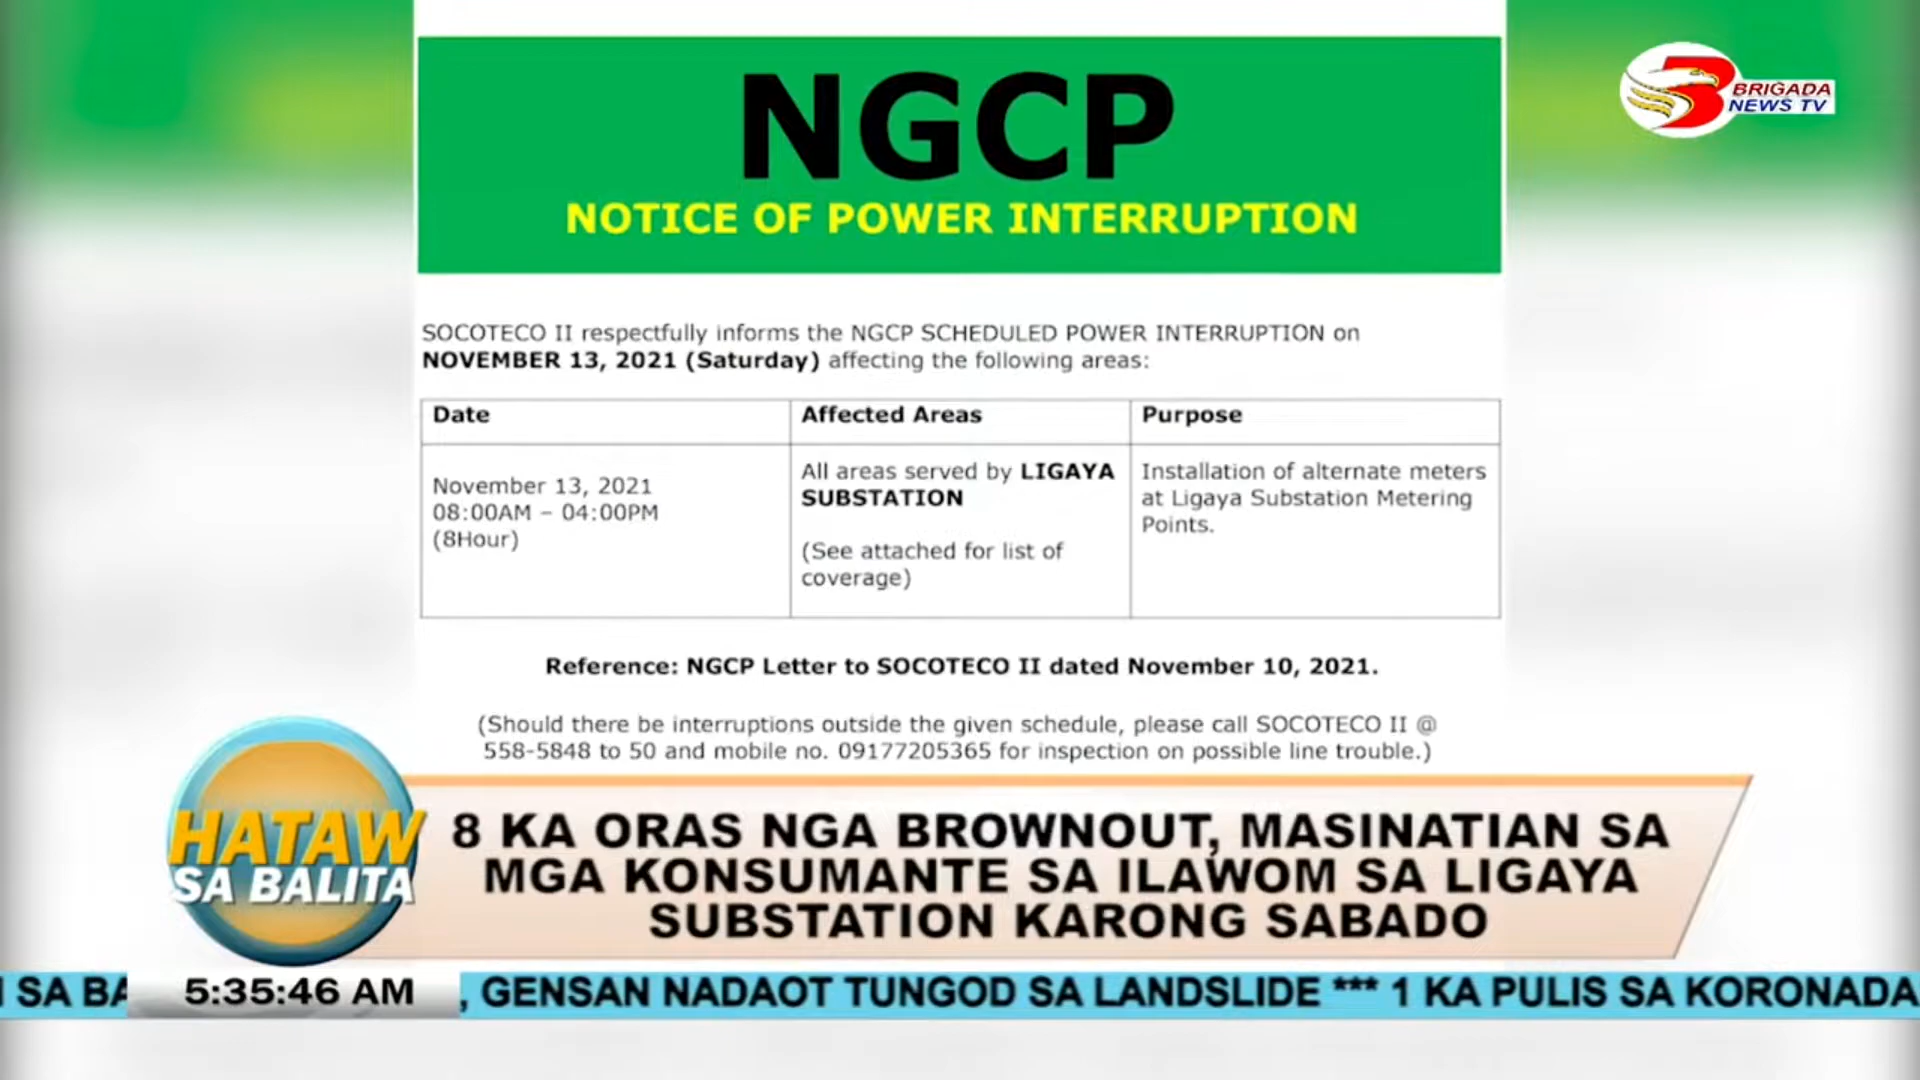 NGCP
NOTICE OF POWER INTERRUPTION
BRIGADA
NEWS TV
SOCOTECO II respectfully informs the NGCP SCHEDULED POWER INTERRUPTION on
NOVEMBER 13, 2021 (Saturday) affecting the following areas:
Date
Affected Areas
Purpose
November 13, 2021
08:00AM – 04:00PM
(8Hour)
All areas served by LIGAYA
SUBSTATION
(See attached for list of
coverage)
Installation of alternate meters
at Ligaya Substation Metering
Points.
Reference: NGCP Letter to SOCOTECO II dated November 10, 2021.
(Should there be interruptions outside the given schedule, please call SOCOTECO II @
558-5848 to 50 and mobile no. 09177205365 for inspection on possible line trouble.)
HATAW
SA BALITA
8 KA ORAS NGA BROWNOUT, MASINATIAN SA
MGA KONSUMANTE SA ILAWOM SA LIGAYA
SUBSTATION KARONG SABADO
SA BA
5:35:46 AM
, GENSAN NADAOT TUNGOD SA LANDSLIDE *** 1 KA PULIS SA KORONADA